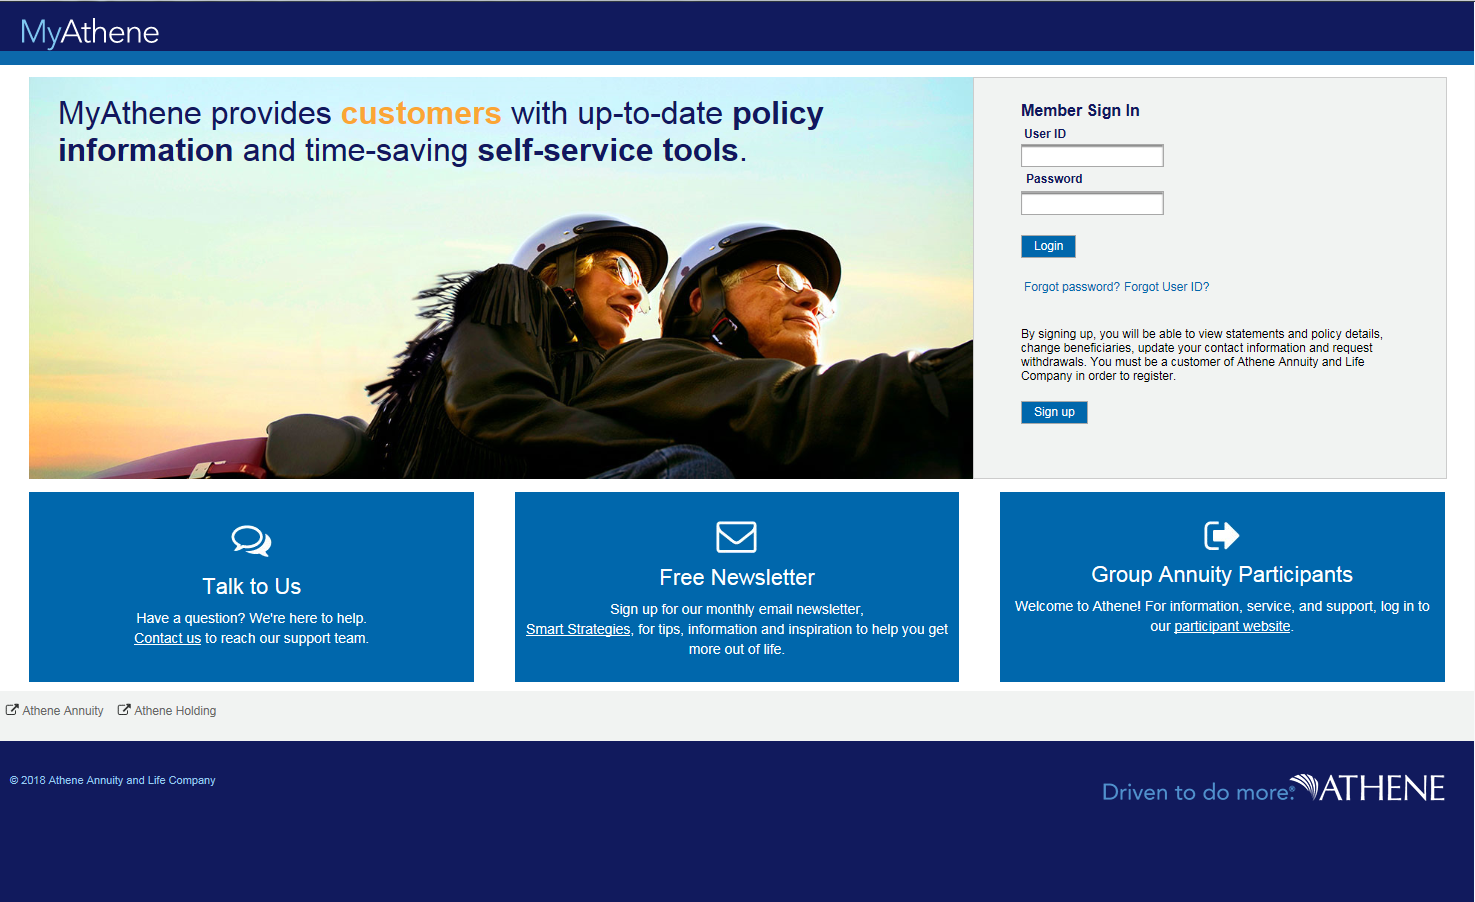 MyAthene
MyAthene provides customers with up-to-date policy
information and time-saving self-service tools.
Member Sign In
User ID
Password
Login
Forgot password? Forgot User ID?
By signing up, you will be able to view statements and policy details,
change beneficiaries, update your contact information and request
withdrawals. You must be a customer of Athene Annuity and Life
Company in order to register.
Sign up
Talk to Us
Have a question? We're here to help.
Contact us to reach our support team.
Free Newsletter
Sign up for our monthly email newsletter,
Smart Strategies, for tips, information and inspiration to help you get
more out of life.
Group Annuity Participants
Welcome to Athene! For information, service, and support, log in to
our participant website.
Athene Annuity
Athene Holding
© 2018 Athene Annuity and Life Company
Driven to do more.®
ATHENE